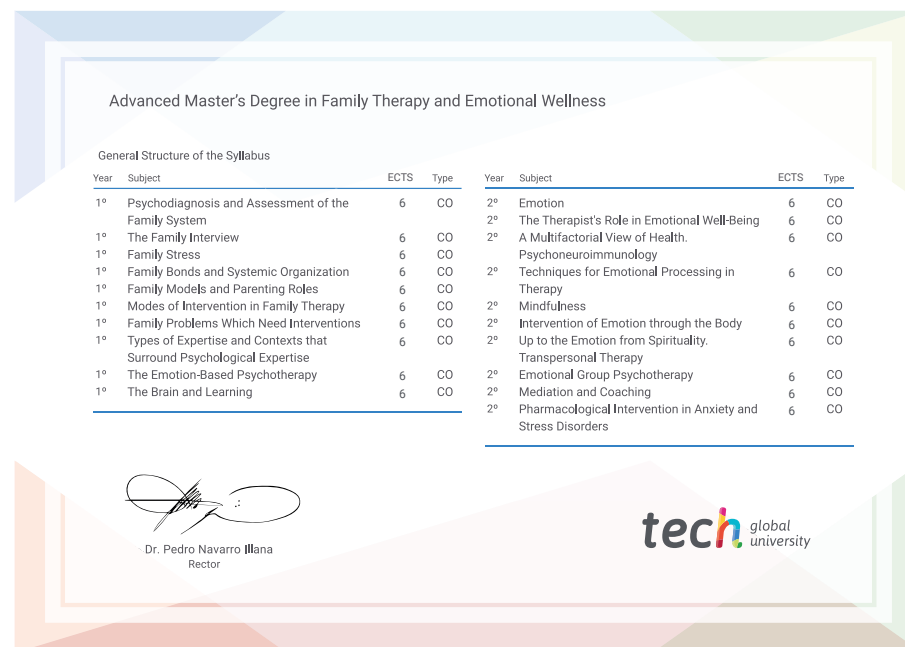 Advanced Master's Degree in Family Therapy and Emotional Wellness
General Structure of the Syllabus
Year Subject ECTS Type
1º Psychodiagnosis and Assessment of the 6 CO
Family System
1º The Family Interview 6 CO
1º Family Stress 6 CO
1º Family Bonds and Systemic Organization 6 CO
1º Family Models and Parenting Roles 6 CO
1º Modes of Intervention in Family Therapy 6 CO
1º Family Problems Which Need Interventions 6 CO
1º Types of Expertise and Contexts that 6 CO
Surround Psychological Expertise
1º The Emotion-Based Psychotherapy 6 CO
1º The Brain and Learning 6 CO
Year Subject ECTS Type
2º Emotion 6 CO
2º The Therapist's Role in Emotional Well-Being 6 CO
2º A Multifactorial View of Health. 6 CO
Psychoneuroimmunology
2º Techniques for Emotional Processing in 6 CO
Therapy
2º Mindfulness 6 CO
2º Intervention of Emotion through the Body 6 CO
2º Up to the Emotion from Spirituality. 6 CO
Transpersonal Therapy
2º Emotional Group Psychotherapy 6 CO
2º Mediation and Coaching 6 CO
2º Pharmacological Intervention in Anxiety and 6 CO
Stress Disorders
Dr. Pedro Navarro Illana
Rector
tech global
university